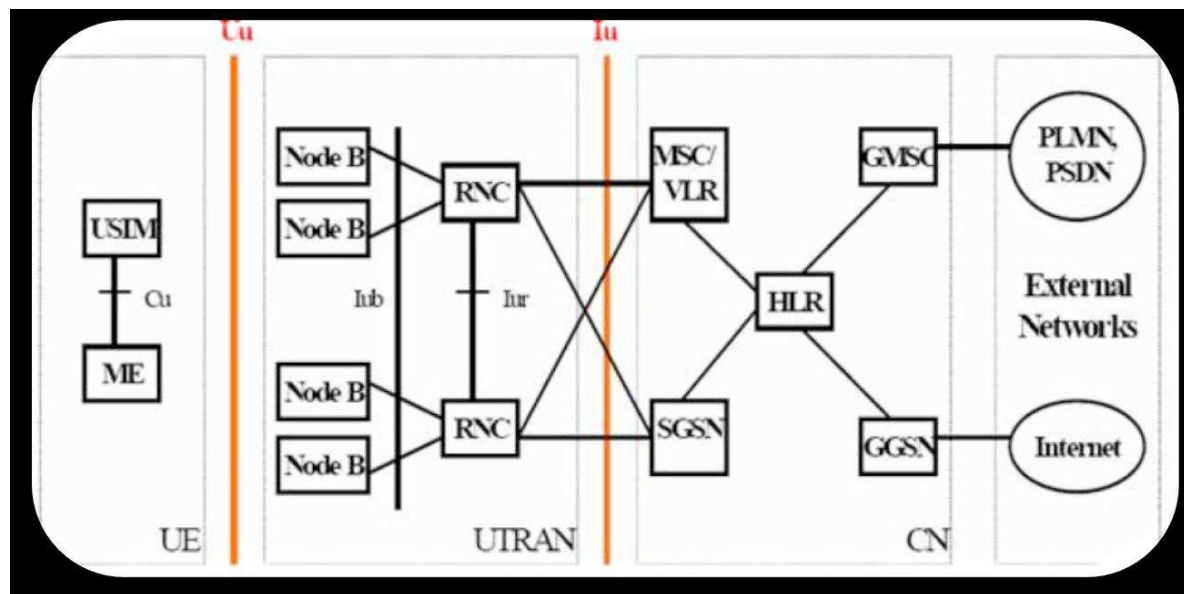 Uu
Iu
USIM
Cu
ME
UE
Node B
Node B
RNC
Iub
Iur
Node B
Node B
RNC
UTRAN
MSC/
VLR
GMSC
HLR
SGSN
GGSN
CN
PLMN,
PSDN
External
Networks
Internet